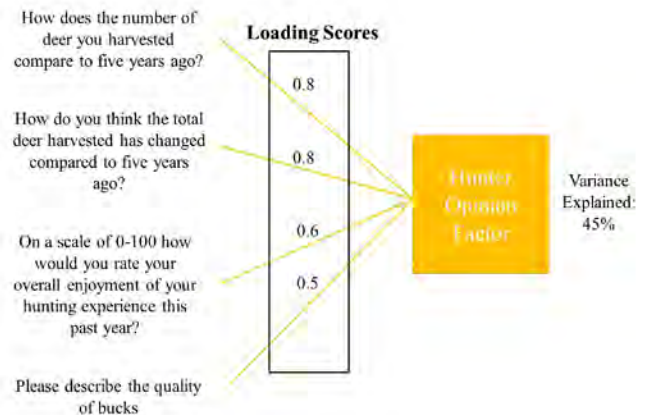 How does the number of
deer you harvested
compare to five years ago?
How do you think the total
deer harvested has changed
compared to five years
ago?
On a scale of 0-100 how
would you rate your
overall enjoyment of your
hunting experience this
past year?
Please describe the quality
of bucks
Loading Scores
0.8
0.8
0.6
0.5
Hunter
Opinion
Factor
Variance
Explained:
45%